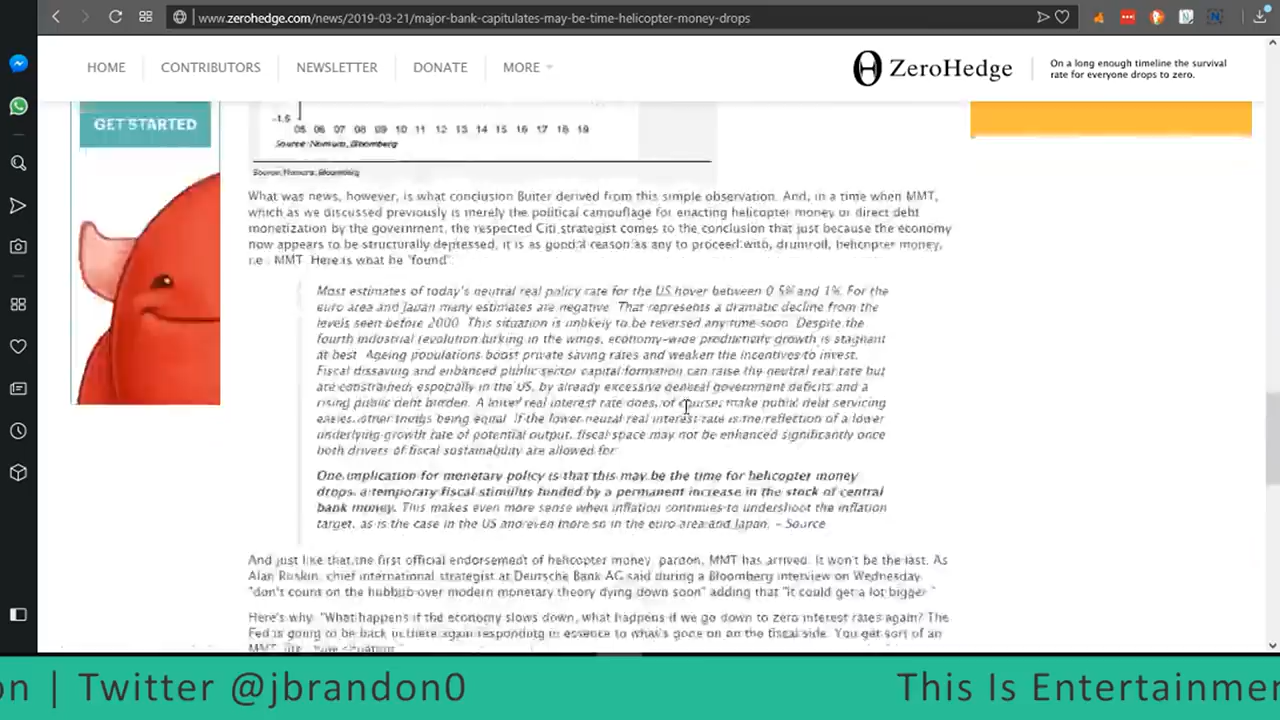 www.zerohedge.com/news/2019-03-21/major-bank-capitulates-may-be-time-helicopter-money-drops
HOME CONTRIBUTORS NEWSLETTER DONATE MORE
ZeroHedge
On a long enough timeline the survival
rate for everyone drops to zero.
GET STARTED
-1.6
05 06 07 08 09 10 11 12 13 14 15 16 17 18 19
Source: Nomura, Bloomberg
Source: Nomura, Bloomberg
What was news, however, is what conclusion Buiter derived from this simple observation. And, in a time when MMT,
which as we discussed previously is merely the political camouflage for enacting helicopter money or direct debt
monetization by the government, the respected Citi strategist comes to the conclusion that just because the economy
now appears to be structurally depressed, it is as good a reason as any to proceed with, drumroll, helicopter money,
i.e., MMT. Here is what he "found":
Most estimates of today's neutral real policy rate for the US hover between 0.5% and 1%. For the
euro area and Japan many estimates are negative. That represents a dramatic decline from the
levels seen before 2000. This situation is unlikely to be reversed any time soon. Despite the
fourth industrial revolution lurking in the wings, economy-wide productivity growth is stagnant
at best. Ageing populations boost private saving rates and weaken the incentives to invest.
Fiscal dissaving and enhanced public sector capital formation can raise the neutral real rate but
are constrained, especially in the US, by already excessive general government deficits and a
rising public debt burden. A lower real interest rate does, of course, make public debt servicing
easier, other things being equal. If the lower neutral real interest rate is the reflection of a lower
underlying growth rate of potential output, fiscal space may not be enhanced significantly once
both drivers of fiscal sustainability are allowed for.
One implication for monetary policy is that this may be the time for helicopter money
drops, a temporary fiscal stimulus funded by a permanent increase in the stock of central
bank money. This makes even more sense when inflation continues to undershoot the inflation
target, as is the case in the US and even more so in the euro area and Japan. – Source
And just like that, the first official endorsement of helicopter money, pardon, MMT has arrived. It won't be the last. As
Alan Ruskin, chief international strategist at Deutsche Bank AG said during a Bloomberg interview on Wednesday
"don't count on the hubbub over modern monetary theory dying down soon" adding that "it could get a lot bigger."
Here's why: "What happens if the economy slows down, what happens if we go down to zero interest rates again? The
Fed is going to be back in there again responding in essence to what's gone on on the fiscal side. You get sort of an
on | Twitter @jbrandon0
This Is Entertainme